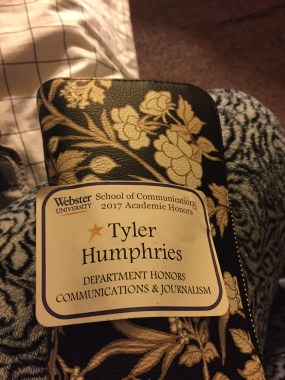 Webster School of Communications
UNIVERSITY 2017 Academic Honors
Tyler
Humphries
DEPARTMENT HONORS
COMMUNICATIONS & JOURNALISM